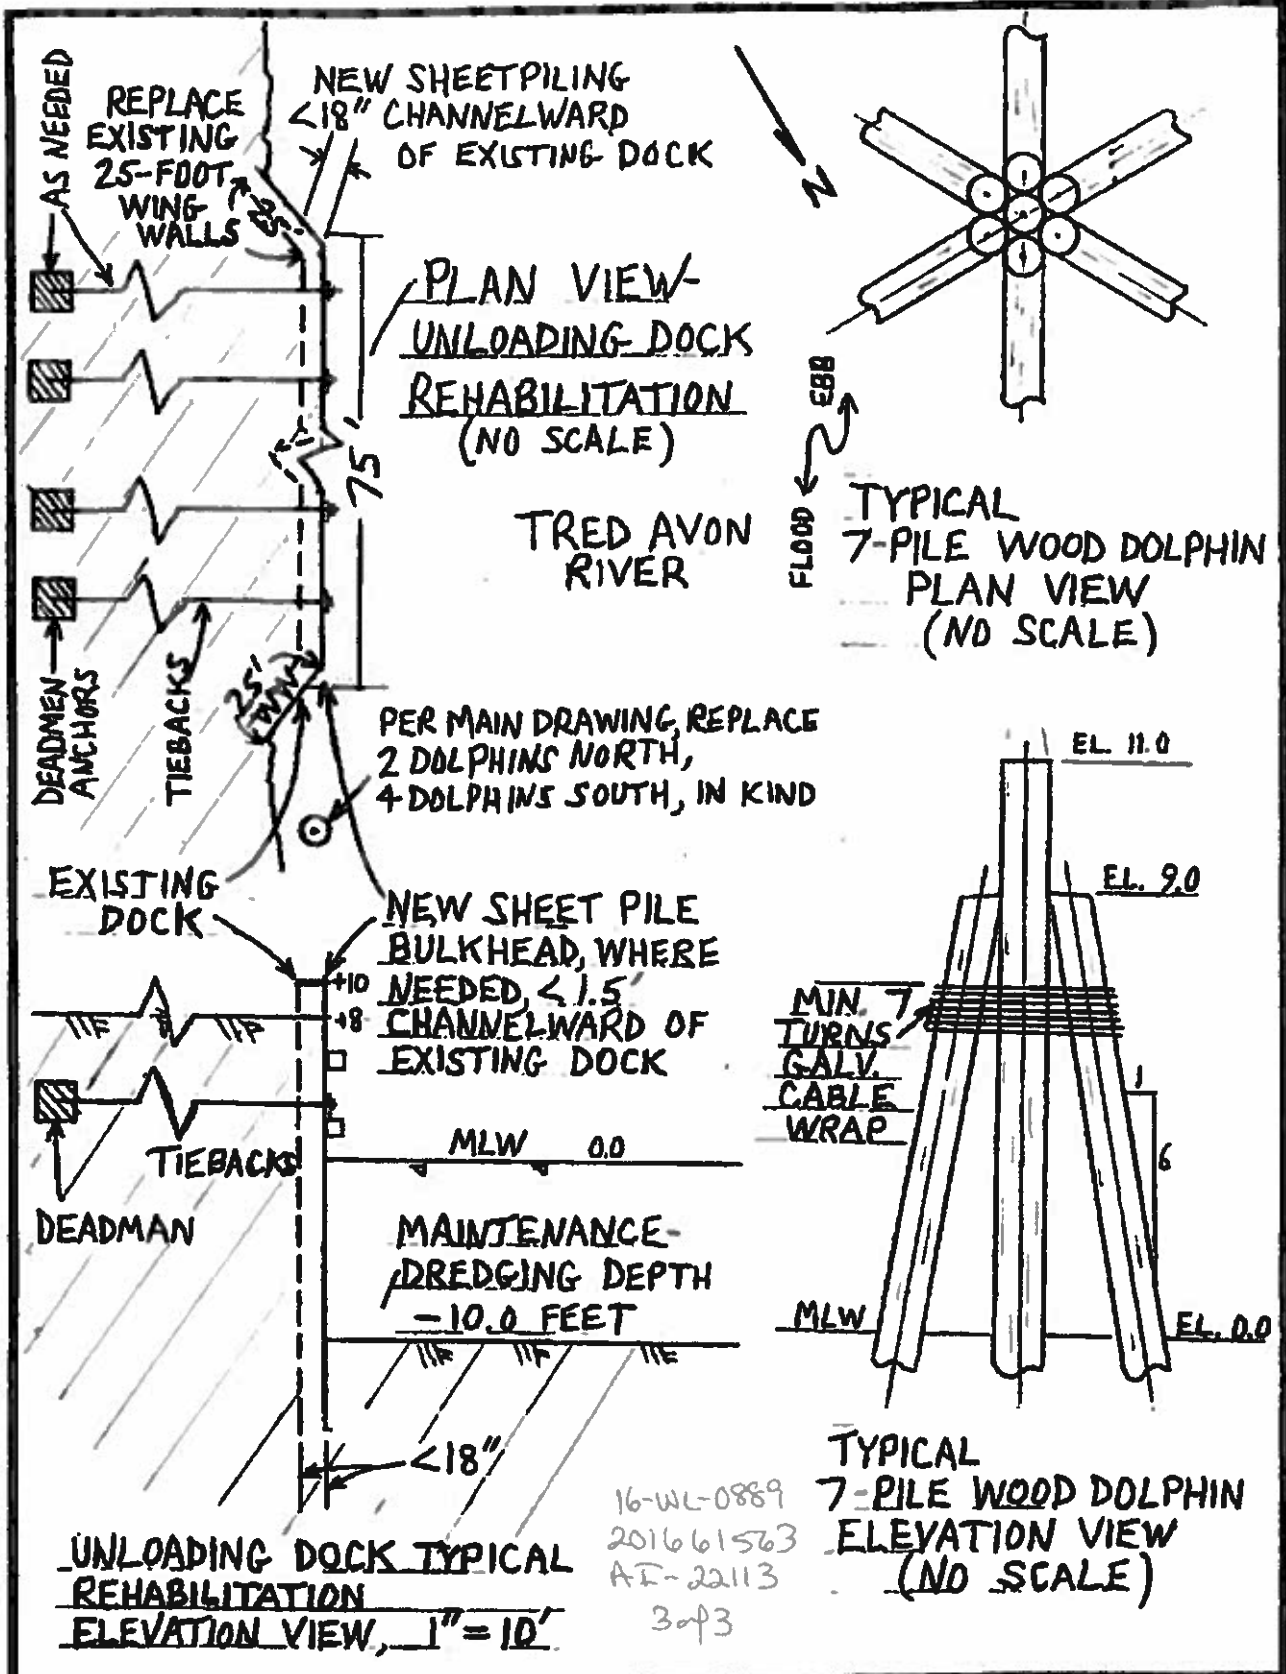 AS NEEDED
REPLACE
EXISTING
25-FOOT
WING
WALLS
25'
NEW SHEETPILING
<18" CHANNELWARD
OF EXISTING DOCK
N
PLAN VIEW-
UNLOADING DOCK
REHABILITATION
(NO SCALE)
75'
TRED AVON
RIVER
EBB
FLOOD
TYPICAL
7-PILE WOOD DOLPHIN
PLAN VIEW
(NO SCALE)
DEADMEN
ANCHORS
TIEBACKS
25'
PER MAIN DRAWING, REPLACE
2 DOLPHINS NORTH,
4 DOLPHINS SOUTH, IN KIND
EXISTING
DOCK
NEW SHEET PILE
BULKHEAD, WHERE
NEEDED, <1.5'
CHANNELWARD OF
EXISTING DOCK
+10
+8
TIEBACKS
DEADMAN
MLW 0.0
MAINTENANCE
DREDGING DEPTH
-10.0 FEET
<18"
UNLOADING DOCK TYPICAL
REHABILITATION
ELEVATION VIEW, 1"=10'
EL. 11.0
EL. 9.0
MIN. 7
TURNS
GALV.
CABLE
WRAP
1
6
MLW
EL. 0.0
TYPICAL
7-PILE WOOD DOLPHIN
ELEVATION VIEW
(NO SCALE)
16-WL-0889
201661563
AI-22113
3 of 3